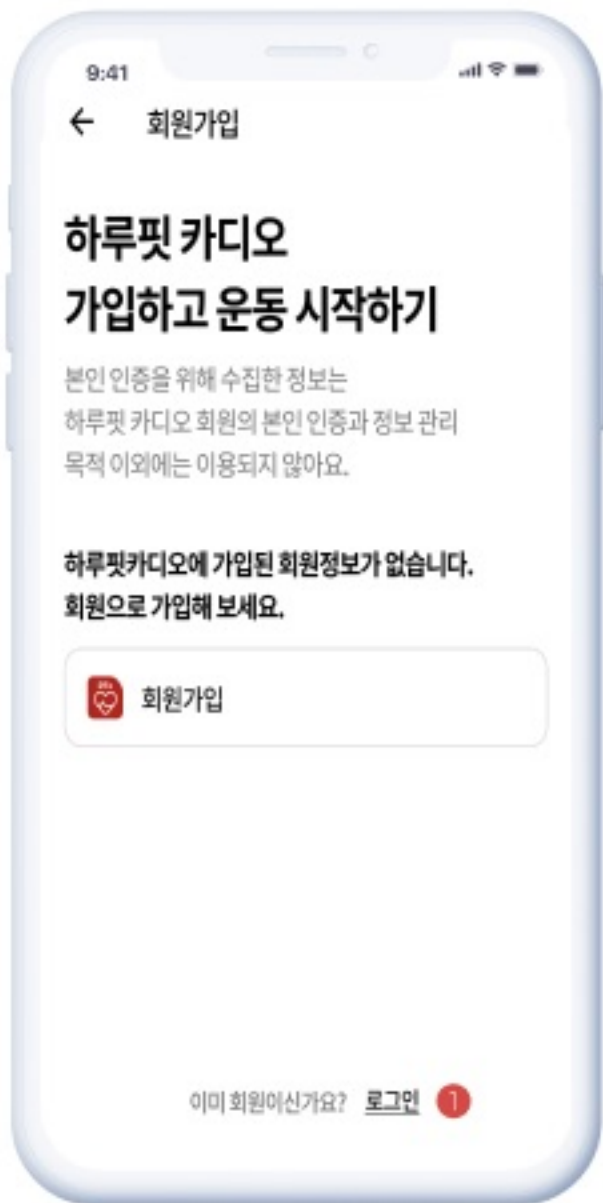 9:41
회원가입
하루핏 카디오
가입하고 운동 시작하기
본인 인증을 위해 수집한 정보는
하루핏 카디오 회원의 본인 인증과 정보 관리
목적 이외에는 이용되지 않아요.
하루핏카디오에 가입된 회원정보가 없습니다.
회원으로 가입해 보세요.
회원가입
이미 회원이신가요? 로그인 1